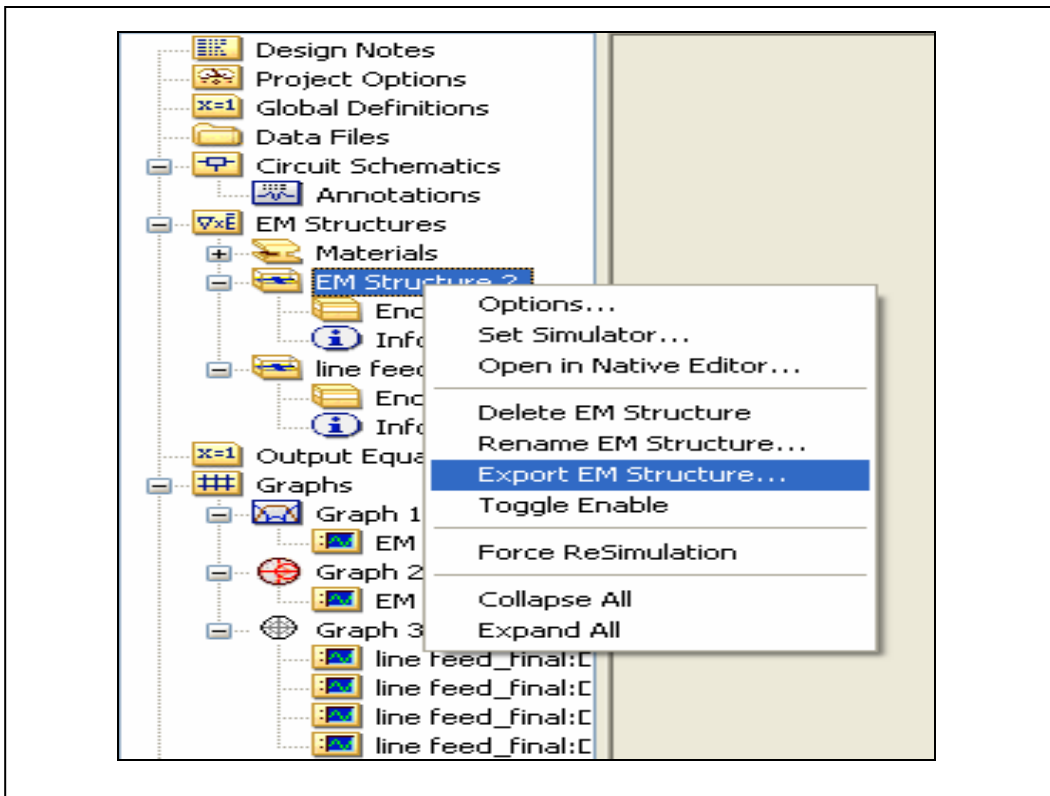 Design Notes
Project Options
x=1 Global Definitions
Data Files
Circuit Schematics
Annotations
∇×Ē EM Structures
Materials
EM Structure 2
Options...
Set Simulator...
i
Open in Native Editor...
line
Delete EM Structure
i
Rename EM Structure...
x=1 Output
Export EM Structure...
Graphs
Toggle Enable
Graph 1
EM
Force ReSimulation
Graph 2
EM
Collapse All
Graph 3
Expand All
line feed_final:
line feed_final:
line feed_final:
line feed_final: